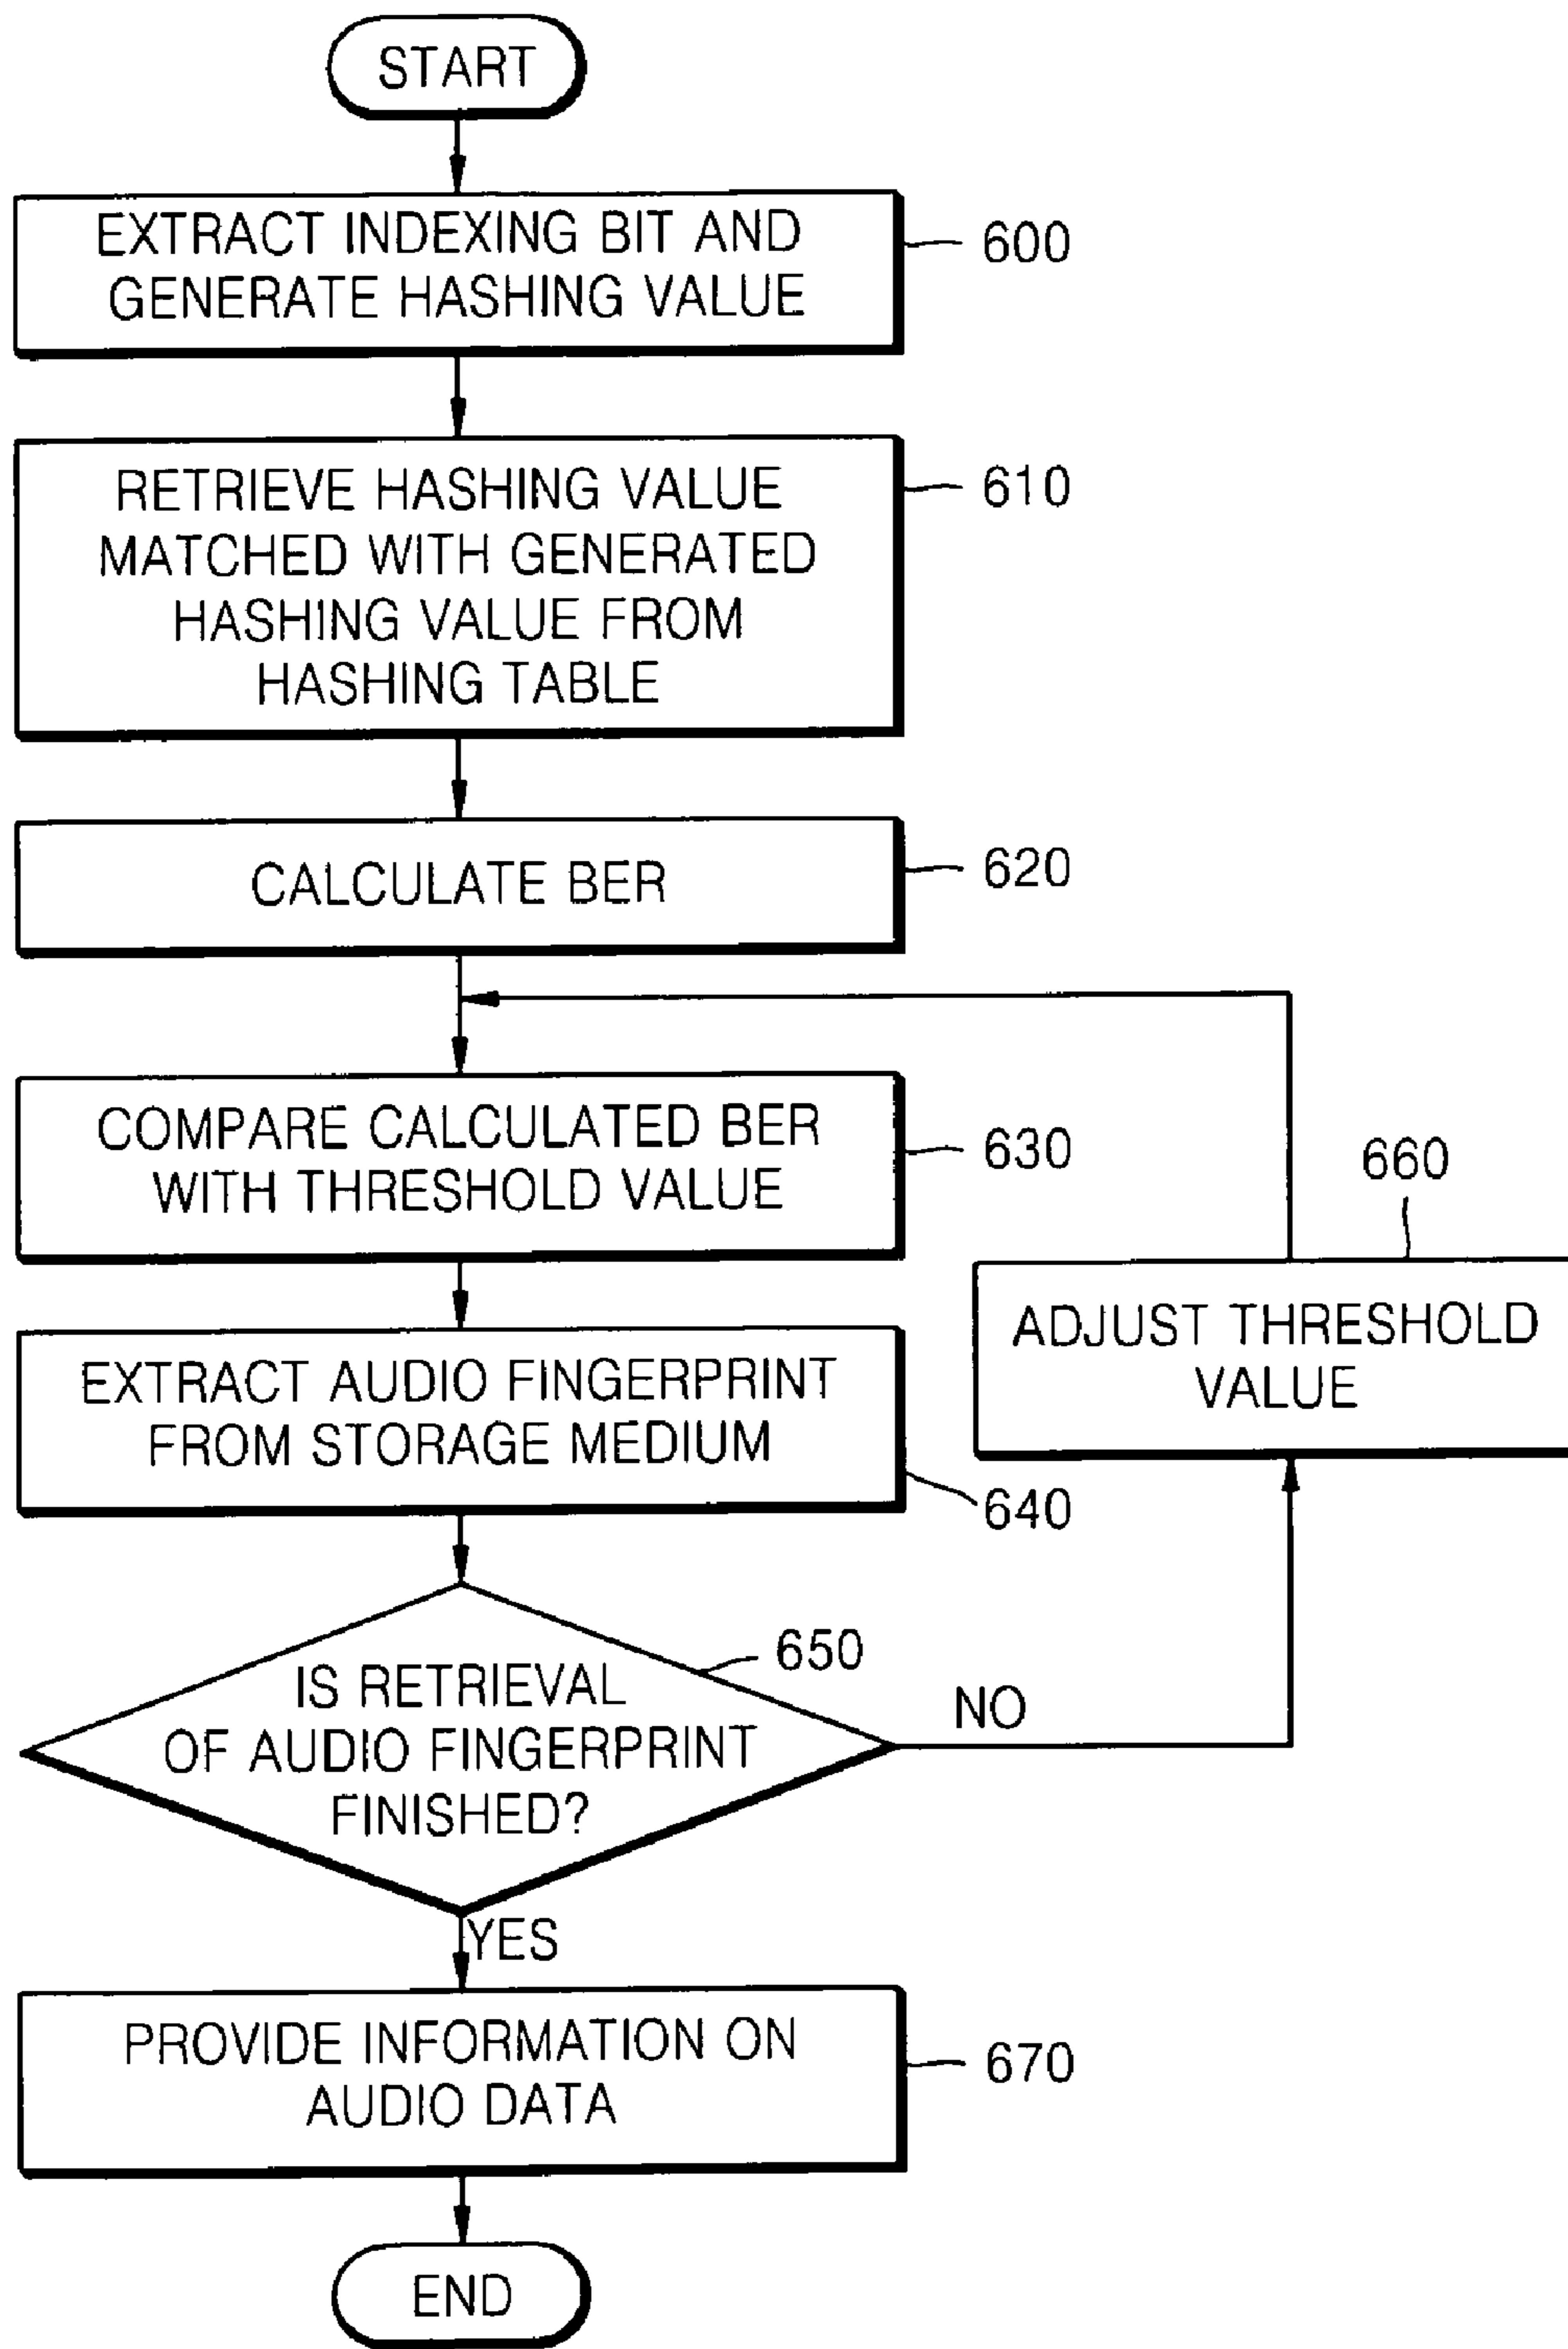 START
EXTRACT INDEXING BIT AND
GENERATE HASHING VALUE
600
RETRIEVE HASHING VALUE
MATCHED WITH GENERATED
HASHING VALUE FROM
HASHING TABLE
610
CALCULATE BER
620
COMPARE CALCULATED BER
WITH THRESHOLD VALUE
630
660
ADJUST THRESHOLD
VALUE
EXTRACT AUDIO FINGERPRINT
FROM STORAGE MEDIUM
640
650
IS RETRIEVAL
OF AUDIO FINGERPRINT
FINISHED?
NO
YES
PROVIDE INFORMATION ON
AUDIO DATA
670
END